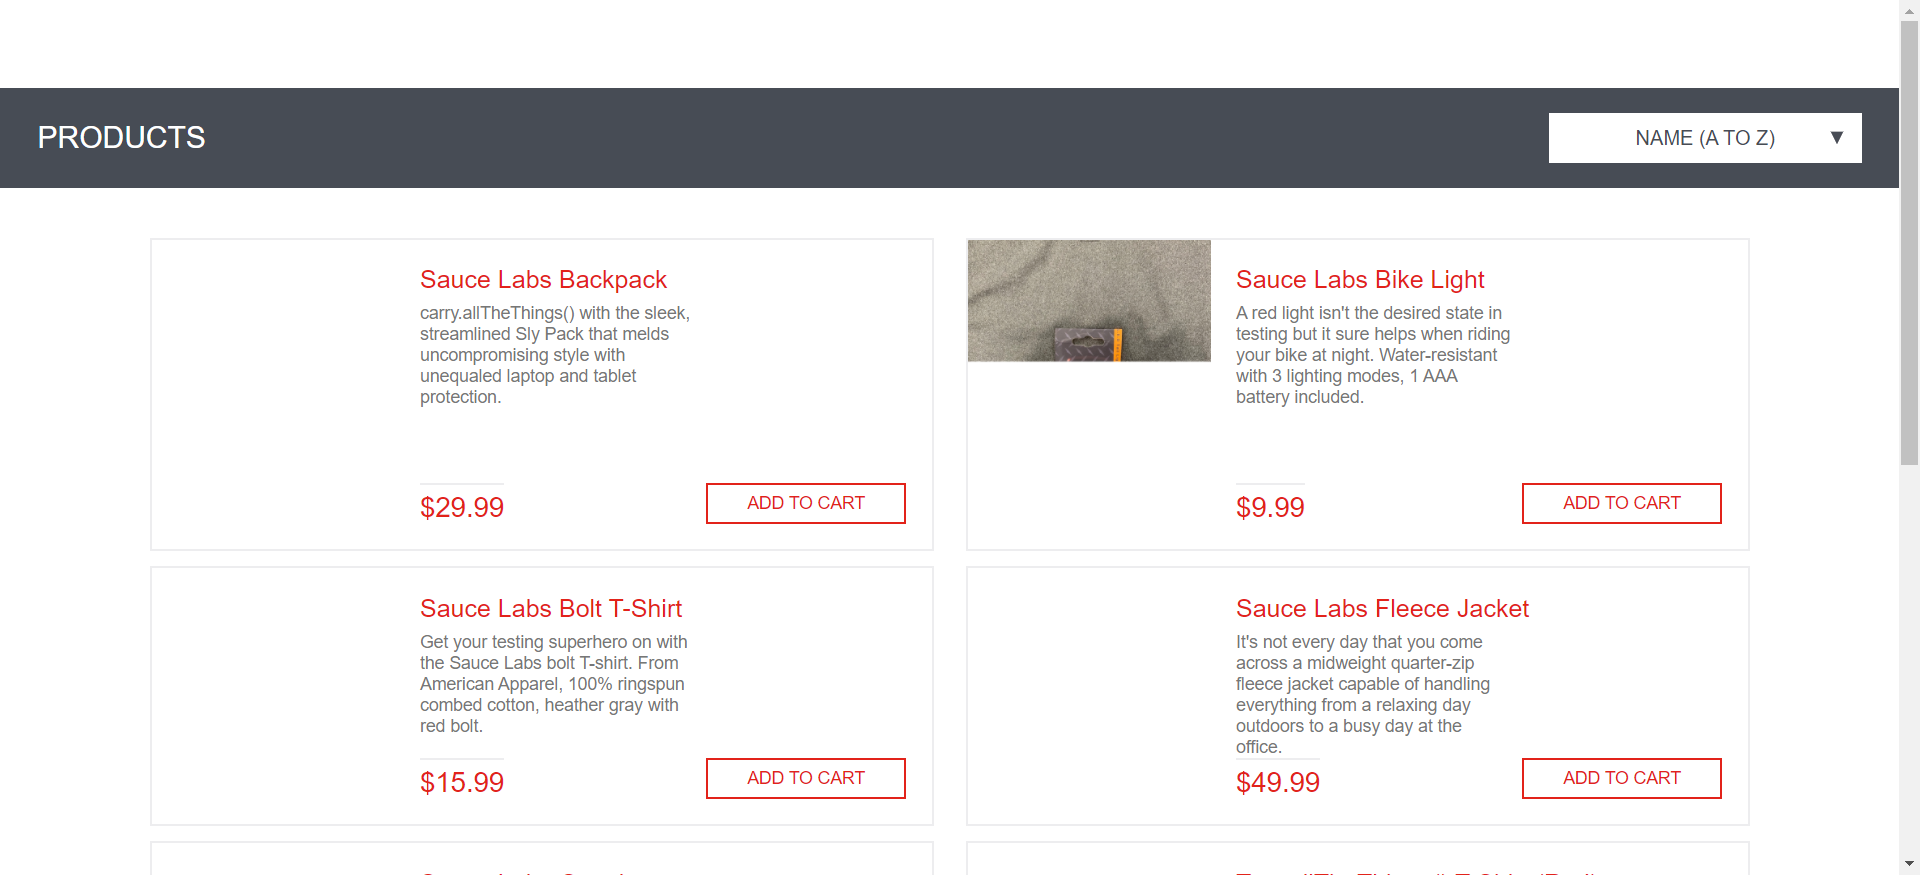 PRODUCTS
NAME (A TO Z)
Sauce Labs Backpack
carry.allTheThings() with the sleek,
streamlined Sly Pack that melds
uncompromising style with
unequaled laptop and tablet
protection.
$29.99
ADD TO CART
Sauce Labs Bike Light
A red light isn't the desired state in
testing but it sure helps when riding
your bike at night. Water-resistant
with 3 lighting modes, 1 AAA
battery included.
$9.99
ADD TO CART
Sauce Labs Bolt T-Shirt
Get your testing superhero on with
the Sauce Labs bolt T-shirt. From
American Apparel, 100% ringspun
combed cotton, heather gray with
red bolt.
$15.99
ADD TO CART
Sauce Labs Fleece Jacket
It's not every day that you come
across a midweight quarter-zip
fleece jacket capable of handling
everything from a relaxing day
outdoors to a busy day at the
office.
$49.99
ADD TO CART